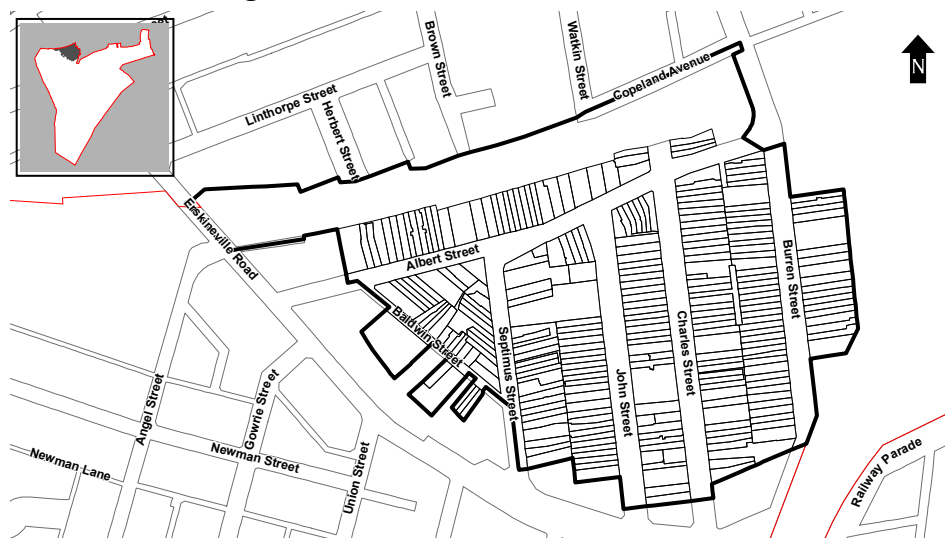 Brown Street
Watkin Street
Copeland Avenue
N
Linthorpe Street
Herbert Street
Erskineville Road
Albert Street
Baldwin Street
Septimus Street
John Street
Charles Street
Burren Street
Angel Street
Gowrie Street
Newman Street
Newman Lane
Union Street
Railway Parade